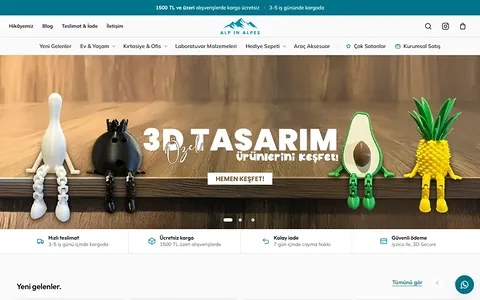 1500 TL ve üzeri alışverişlerde kargo ücretsiz · 3-5 iş gününde kargoda
Hikâyemiz Blog Teslimat & İade İletişim
ALP IN ALPES
Yeni Gelenler Ev & Yaşam Kırtasiye & Ofis Laboratuvar Malzemeleri Hediye Sepeti Araç Aksesuar Çok Satanlar Kurumsal Satış
3D TASARIM
Özel
Ürünlerini Keşfet!
HEMEN KEŞFET!
Hızlı teslimat
3-5 iş günü içinde kargoda
Ücretsiz kargo
1500 TL üzeri alışverişlerde
Kolay iade
7 gün içinde cayma hakkı
Güvenli ödeme
iyzico ile, 3D-Secure
Yeni gelenler.
Tümünü gör